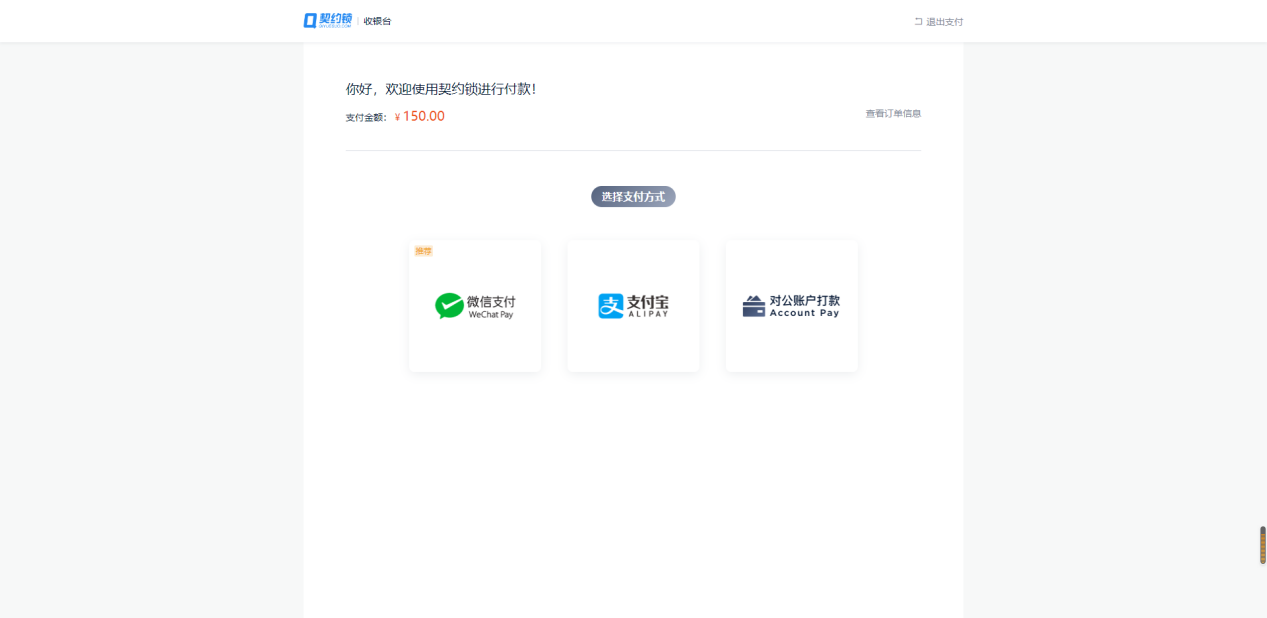 契约锁 收银台
退出支付
你好，欢迎使用契约锁进行付款！
支付金额： ¥ 150.00
查看订单信息
选择支付方式
推荐
微信支付
WeChat Pay
支付宝
ALIPAY
对公账户打款
Account Pay